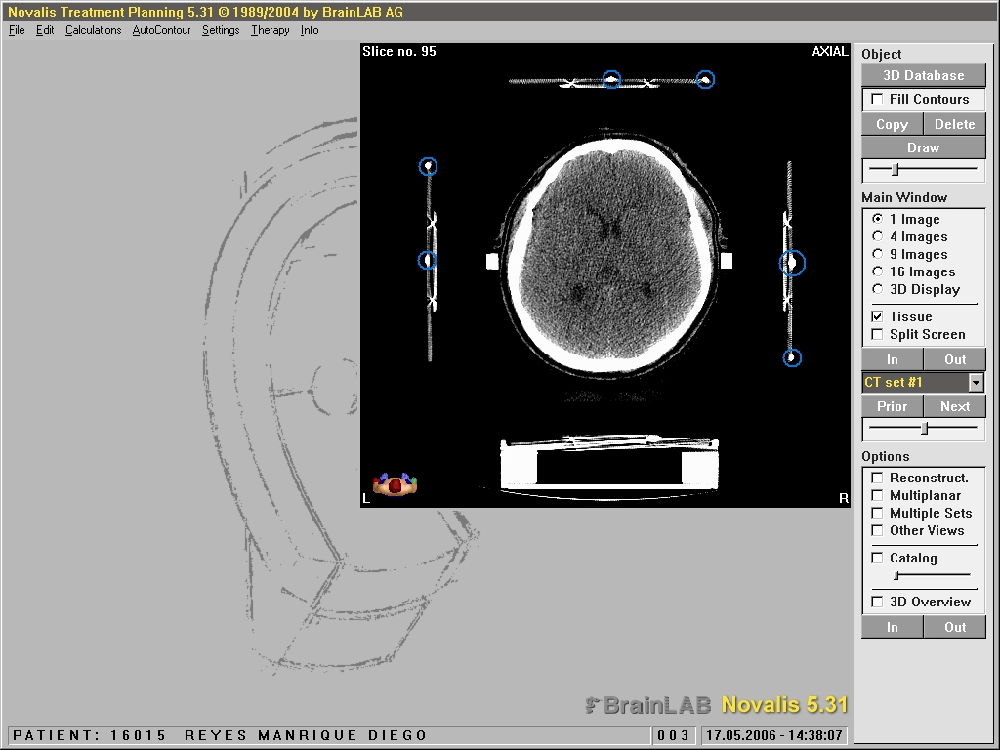 Novalis Treatment Planning 5.31 © 1989/2004 by BrainLAB AG
File Edit Calculations AutoContour Settings Therapy Info
Slice no. 95
AXIAL
L
R
Object
3D Database
Fill Contours
Copy Delete
Draw
Main Window
1 Image
4 Images
9 Images
16 Images
3D Display
Tissue
Split Screen
In Out
CT set #1
Prior Next
Options
Reconstruct.
Multiplanar
Multiple Sets
Other Views
Catalog
3D Overview
In Out
BrainLAB Novalis 5.31
PATIENT: 16015 REYES MANRIQUE DIEGO
003
17.05.2006 - 14:38:07